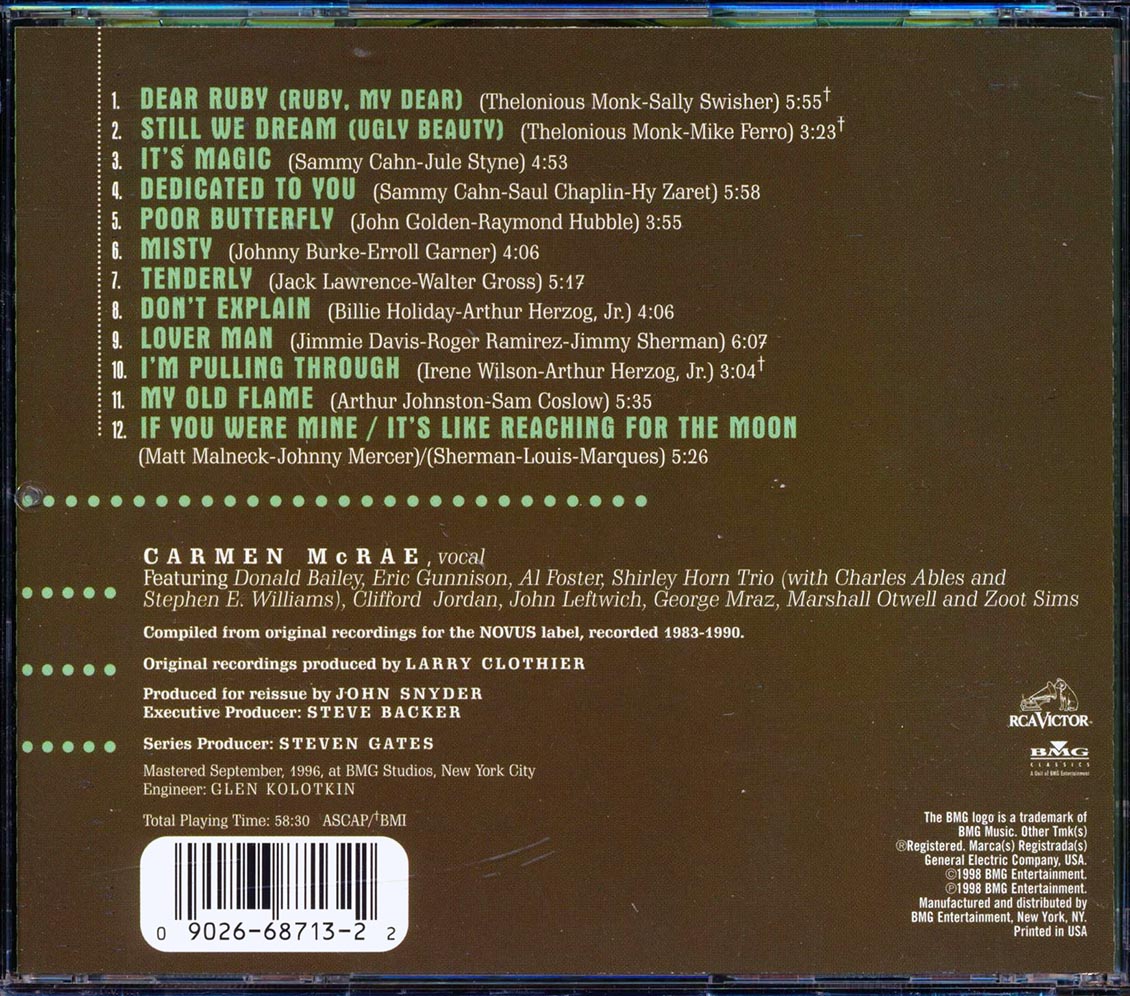 1. DEAR RUBY (RUBY, MY DEAR) (Thelonious Monk-Sally Swisher) 5:55†
2. STILL WE DREAM (UGLY BEAUTY) (Thelonious Monk-Mike Ferro) 3:23†
3. IT'S MAGIC (Sammy Cahn-Jule Styne) 4:53
4. DEDICATED TO YOU (Sammy Cahn-Saul Chaplin-Hy Zaret) 5:58
5. POOR BUTTERFLY (John Golden-Raymond Hubble) 3:55
6. MISTY (Johnny Burke-Erroll Garner) 4:06
7. TENDERLY (Jack Lawrence-Walter Gross) 5:17
8. DON'T EXPLAIN (Billie Holiday-Arthur Herzog, Jr.) 4:06
9. LOVER MAN (Jimmie Davis-Roger Ramirez-Jimmy Sherman) 6:07
10. I'M PULLING THROUGH (Irene Wilson-Arthur Herzog, Jr.) 3:04†
11. MY OLD FLAME (Arthur Johnston-Sam Coslow) 5:35
12. IF YOU WERE MINE / IT'S LIKE REACHING FOR THE MOON
(Matt Malneck-Johnny Mercer)/(Sherman-Louis-Marques) 5:26
CARMEN McRAE, vocal
Featuring Donald Bailey, Eric Gunnison, Al Foster, Shirley Horn Trio (with Charles Ables and
Stephen E. Williams), Clifford Jordan, John Leftwich, George Mraz, Marshall Otwell and Zoot Sims
Compiled from original recordings for the NOVUS label, recorded 1983-1990.
Original recordings produced by LARRY CLOTHIER
Produced for reissue by JOHN SNYDER
Executive Producer: STEVE BACKER
Series Producer: STEVEN GATES
Mastered September, 1996, at BMG Studios, New York City
Engineer: GLEN KOLOTKIN
Total Playing Time: 58:30 ASCAP/†BMI
0 9026-68713-2 2
RCA VICTOR
BMG
CLASSICS
A Unit of BMG Entertainment
The BMG logo is a trademark of
BMG Music. Other Tmk(s)
®Registered. Marca(s) Registrada(s)
General Electric Company, USA.
©1998 BMG Entertainment.
℗1998 BMG Entertainment.
Manufactured and distributed by
BMG Entertainment, New York, NY.
Printed in USA